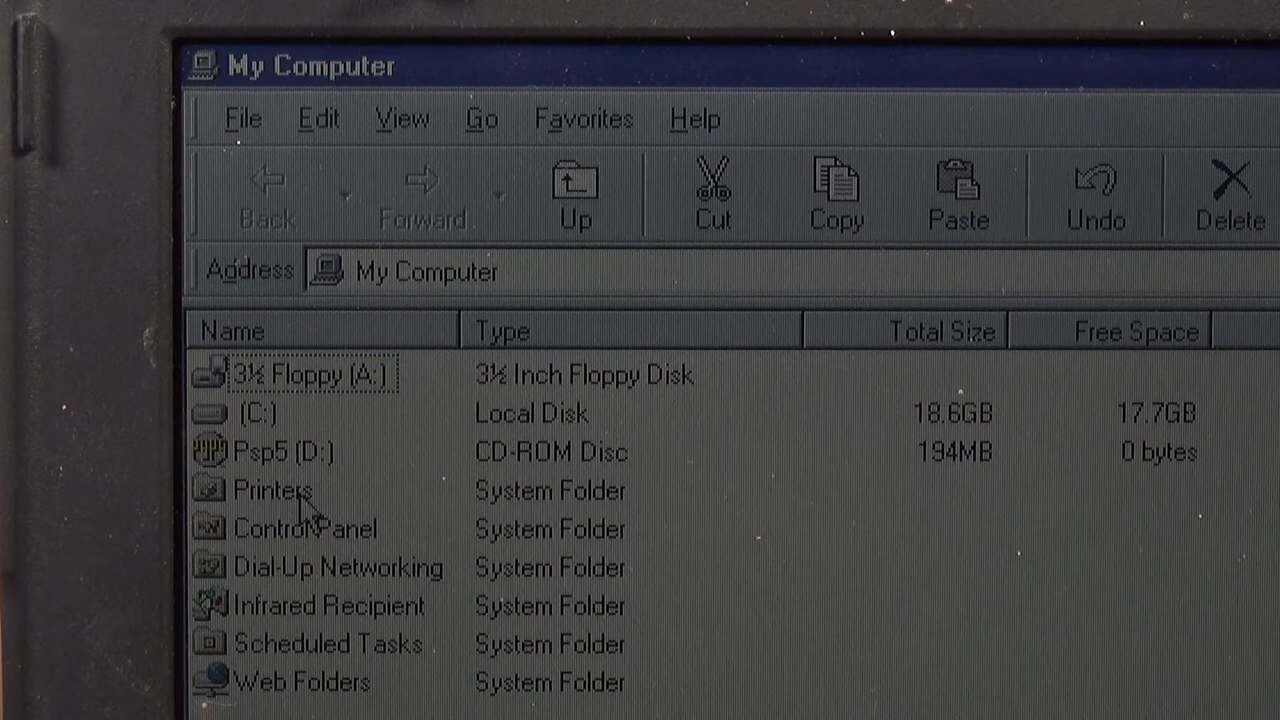 My Computer
File Edit View Go Favorites Help
Back Forward Up Cut Copy Paste Undo Delete
Address My Computer
Name Type Total Size Free Space
3½ Floppy (A:) 3½ Inch Floppy Disk
(C:) Local Disk 18.6GB 17.7GB
Psp5 (D:) CD-ROM Disc 194MB 0 bytes
Printers System Folder
Control Panel System Folder
Dial-Up Networking System Folder
Infrared Recipient System Folder
Scheduled Tasks System Folder
Web Folders System Folder